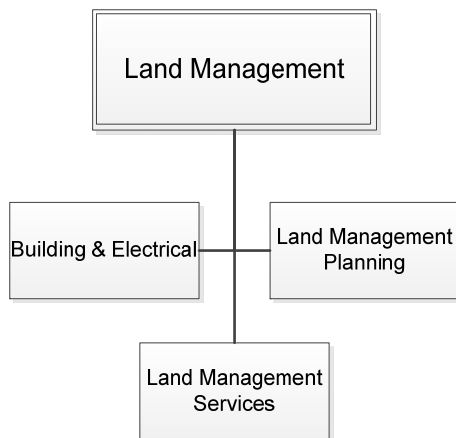 Land Management
Building & Electrical
Land Management
Planning
Land Management
Services